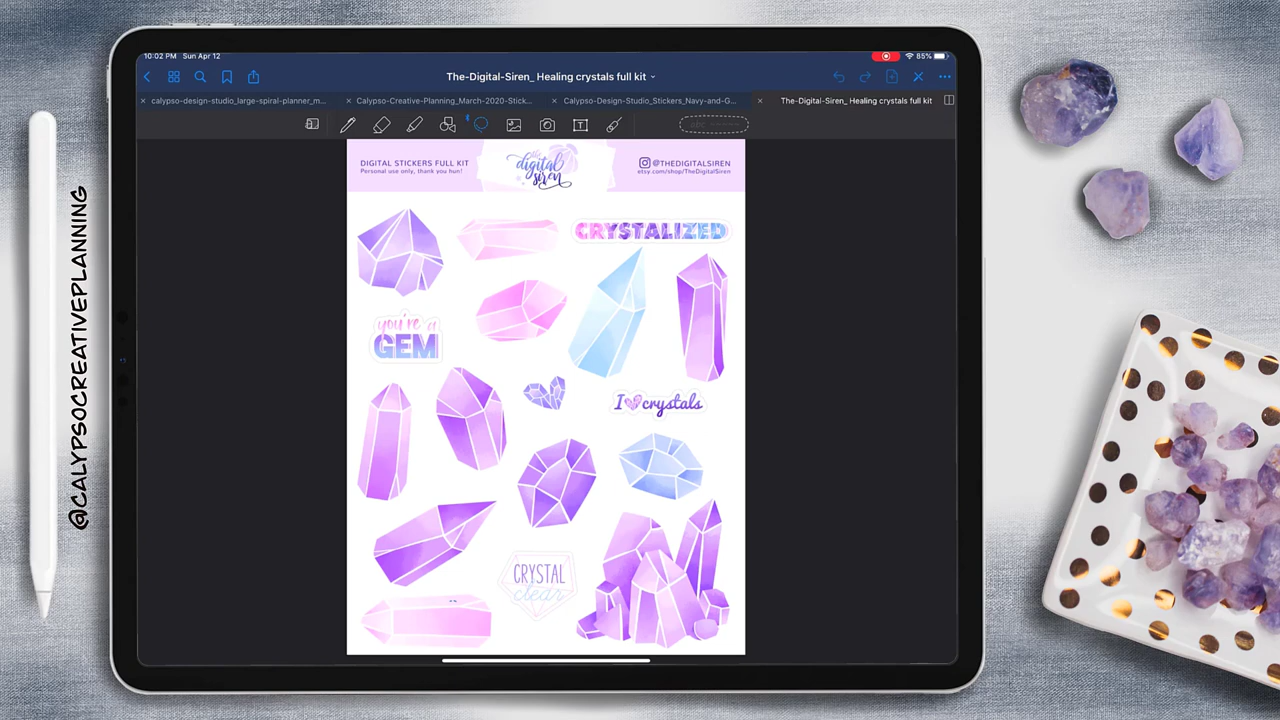 10:02 PM Sun Apr 12
85%
The-Digital-Siren_ Healing crystals full kit
calypso-design-studio_large-spiral-planner_m...
Calypso-Creative-Planning_March-2020-Stick...
Calypso-Design-Studio_Stickers_Navy-and-G...
The-Digital-Siren_ Healing crystals full kit
DIGITAL STICKERS FULL KIT
Personal use only, thank you hun!
the
digital
siren
@THEDIGITALSIREN
etsy.com/shop/TheDigitalSiren
CRYSTALIZED
you're a
GEM
I crystals
CRYSTAL
clear
@CALYPSOCREATIVEPLANNING